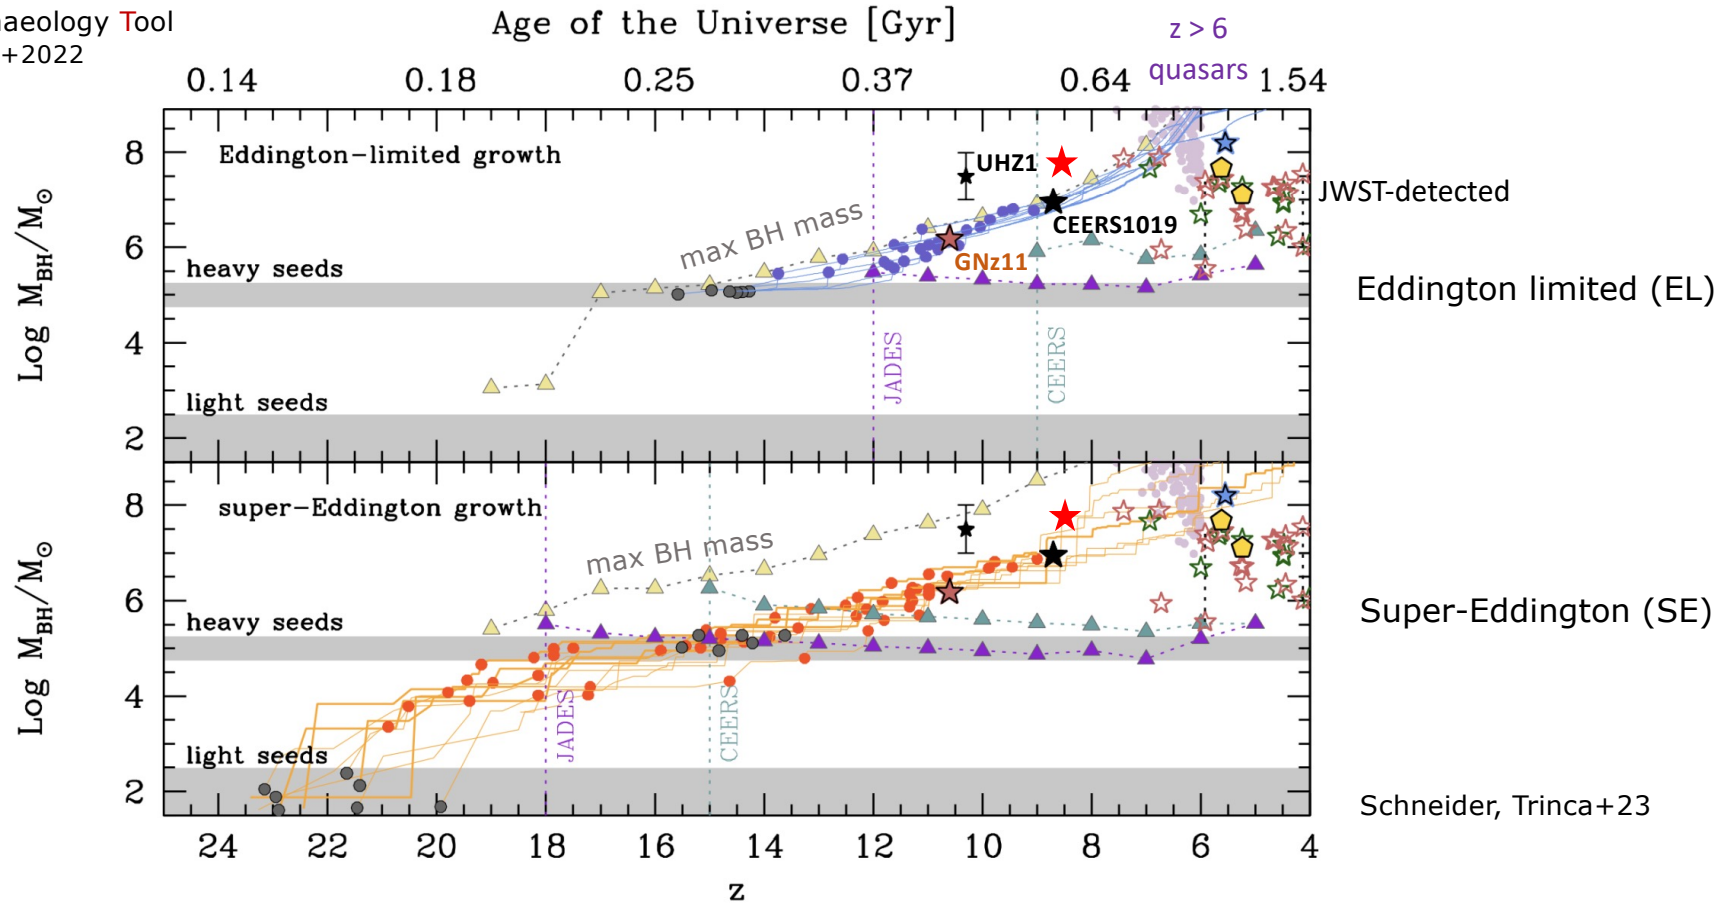 haeology Tool
+2022
Age of the Universe [Gyr]
z > 6
quasars
0.14 0.18 0.25 0.37 0.64 1.54
Eddington-limited growth
UHZ1
JWST-detected
max BH mass
CEERS1019
GNz11
heavy seeds
Eddington limited (EL)
JADES
CEERS
light seeds
8
6
4
2
Log M_BH/M_⊙
super-Eddington growth
max BH mass
heavy seeds
Super-Eddington (SE)
JADES
CEERS
light seeds
8
6
4
2
Log M_BH/M_⊙
Schneider, Trinca+23
24 22 20 18 16 14 12 10 8 6 4
z